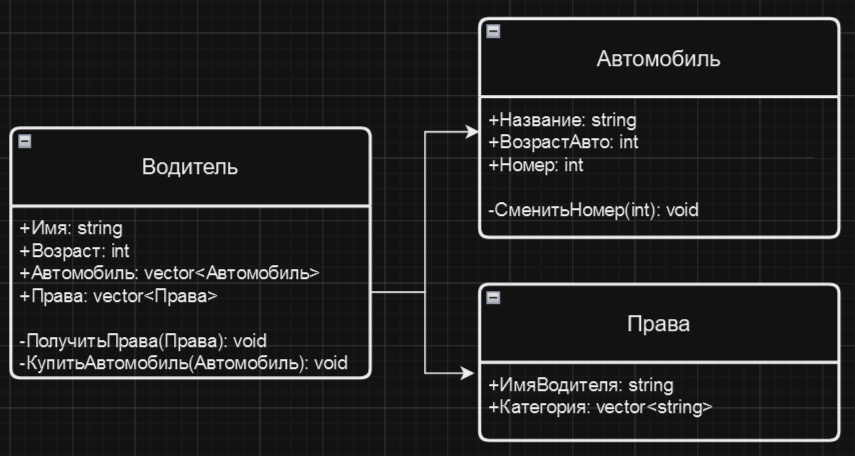 Водитель
+Имя: string
+Возраст: int
+Автомобиль: vector<Автомобиль>
+Права: vector<Права>
-ПолучитьПрава(Права): void
-КупитьАвтомобиль(Автомобиль): void
Автомобиль
+Название: string
+ВозрастАвто: int
+Номер: int
-СменитьНомер(int): void
Права
+ИмяВодителя: string
+Категория: vector<string>